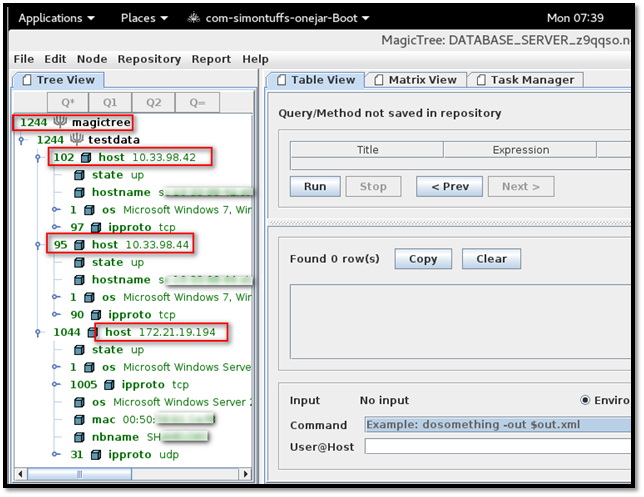 Applications Places com-simontuffs-onejar-Boot Mon 07:39
MagicTree: DATABASE_SERVER_z9qqso.n
File Edit Node Repository Report Help
Tree View
Q* Q1 Q2 Q=
1244 magictree
1244 testdata
102 host 10.33.98.42
state up
hostname s
1 os Microsoft Windows 7, Win
97 ipproto tcp
95 host 10.33.98.44
state up
hostname s
1 os Microsoft Windows 7, Win
90 ipproto tcp
1044 host 172.21.19.194
state up
1 os Microsoft Windows Serve
1005 ipproto tcp
os Microsoft Windows Server 2
mac 00:50:
nbname SH
31 ipproto udp
Table View Matrix View Task Manager
Query/Method not saved in repository
Title Expression
Run Stop < Prev Next >
Found 0 row(s) Copy Clear
Input No input Enviro
Command Example: dosomething -out $out.xml
User@Host